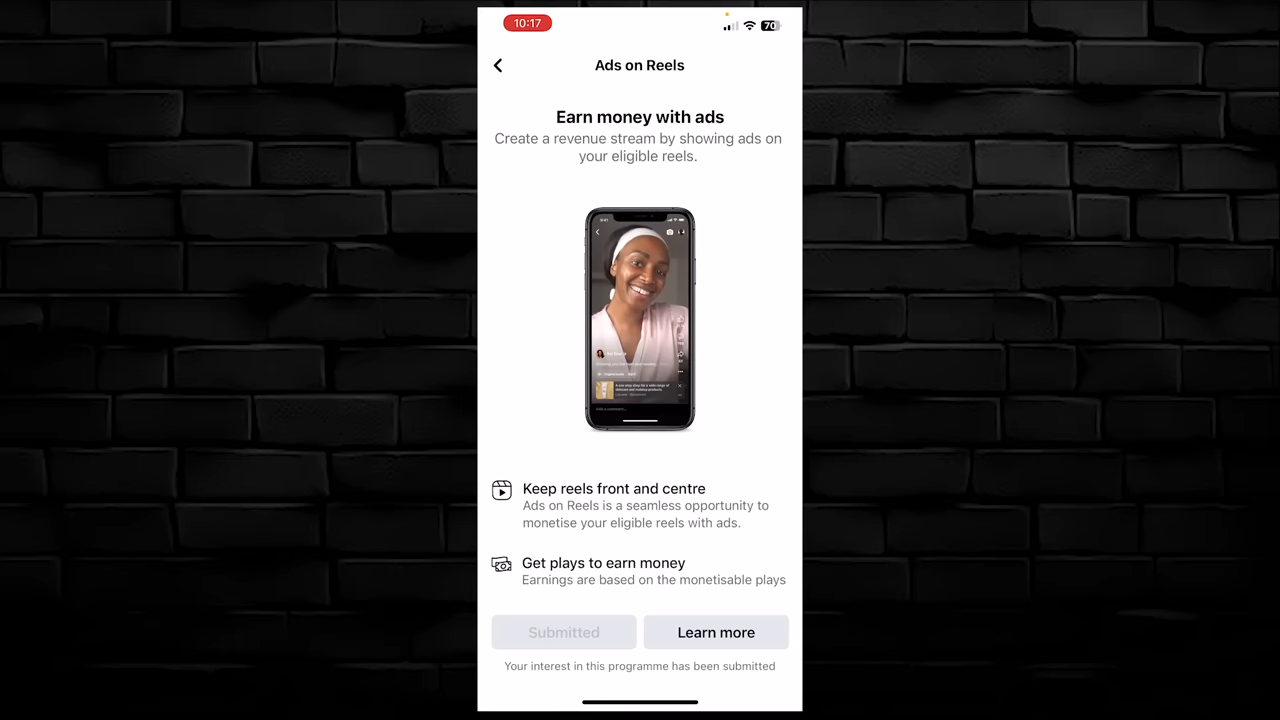 10:17
70
Ads on Reels
Earn money with ads
Create a revenue stream by showing ads on
your eligible reels.
Keep reels front and centre
Ads on Reels is a seamless opportunity to
monetise your eligible reels with ads.
Get plays to earn money
Earnings are based on the monetisable plays
Submitted
Learn more
Your interest in this programme has been submitted